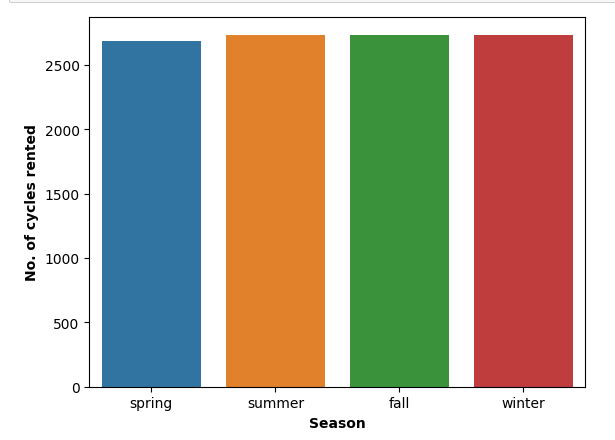 No. of cycles rented
2500
2000
1500
1000
500
0
spring summer fall winter
Season